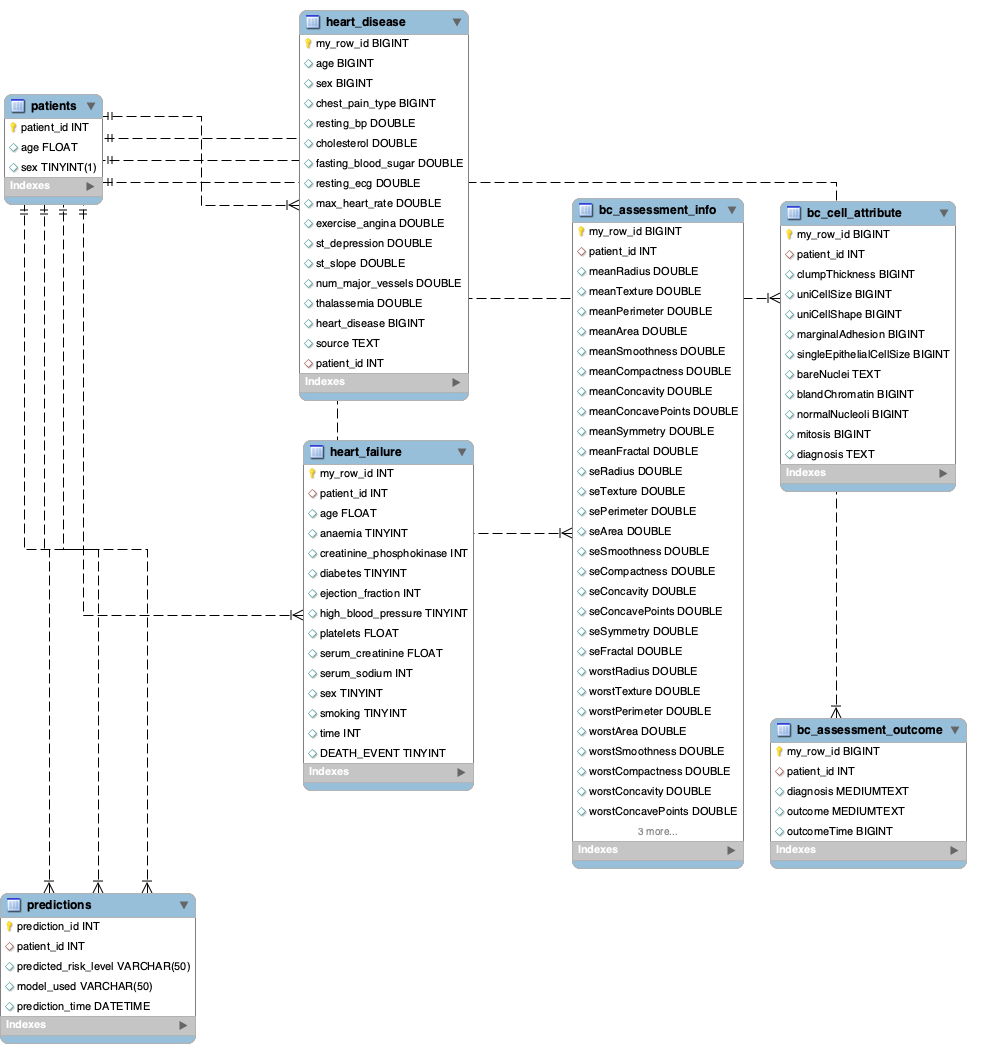 patients
patient_id INT
age FLOAT
sex TINYINT(1)
Indexes
heart_disease
my_row_id BIGINT
age BIGINT
sex BIGINT
chest_pain_type BIGINT
resting_bp DOUBLE
cholesterol DOUBLE
fasting_blood_sugar DOUBLE
resting_ecg DOUBLE
max_heart_rate DOUBLE
exercise_angina DOUBLE
st_depression DOUBLE
st_slope DOUBLE
num_major_vessels DOUBLE
thalassemia DOUBLE
heart_disease BIGINT
source TEXT
patient_id INT
Indexes
heart_failure
my_row_id INT
patient_id INT
age FLOAT
anaemia TINYINT
creatinine_phosphokinase INT
diabetes TINYINT
ejection_fraction INT
high_blood_pressure TINYINT
platelets FLOAT
serum_creatinine FLOAT
serum_sodium INT
sex TINYINT
smoking TINYINT
time INT
DEATH_EVENT TINYINT
Indexes
bc_assessment_info
my_row_id BIGINT
patient_id INT
meanRadius DOUBLE
meanTexture DOUBLE
meanPerimeter DOUBLE
meanArea DOUBLE
meanSmoothness DOUBLE
meanCompactness DOUBLE
meanConcavity DOUBLE
meanConcavePoints DOUBLE
meanSymmetry DOUBLE
meanFractal DOUBLE
seRadius DOUBLE
seTexture DOUBLE
sePerimeter DOUBLE
seArea DOUBLE
seSmoothness DOUBLE
seCompactness DOUBLE
seConcavity DOUBLE
seConcavePoints DOUBLE
seSymmetry DOUBLE
seFractal DOUBLE
worstRadius DOUBLE
worstTexture DOUBLE
worstPerimeter DOUBLE
worstArea DOUBLE
worstSmoothness DOUBLE
worstCompactness DOUBLE
worstConcavity DOUBLE
worstConcavePoints DOUBLE
3 more...
Indexes
bc_cell_attribute
my_row_id BIGINT
patient_id INT
clumpThickness BIGINT
uniCellSize BIGINT
uniCellShape BIGINT
marginalAdhesion BIGINT
singleEpithelialCellSize BIGINT
bareNuclei TEXT
blandChromatin BIGINT
normalNucleoli BIGINT
mitosis BIGINT
diagnosis TEXT
Indexes
bc_assessment_outcome
my_row_id BIGINT
patient_id INT
diagnosis MEDIUMTEXT
outcome MEDIUMTEXT
outcomeTime BIGINT
Indexes
predictions
prediction_id INT
patient_id INT
predicted_risk_level VARCHAR(50)
model_used VARCHAR(50)
prediction_time DATETIME
Indexes